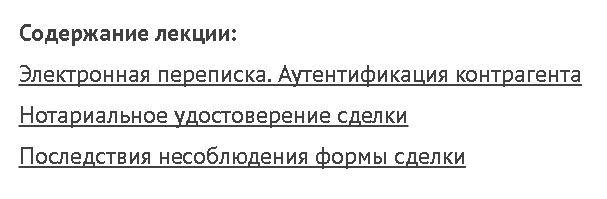 Содержание лекции:
Электронная переписка. Аутентификация контрагента
Нотариальное удостоверение сделки
Последствия несоблюдения формы сделки